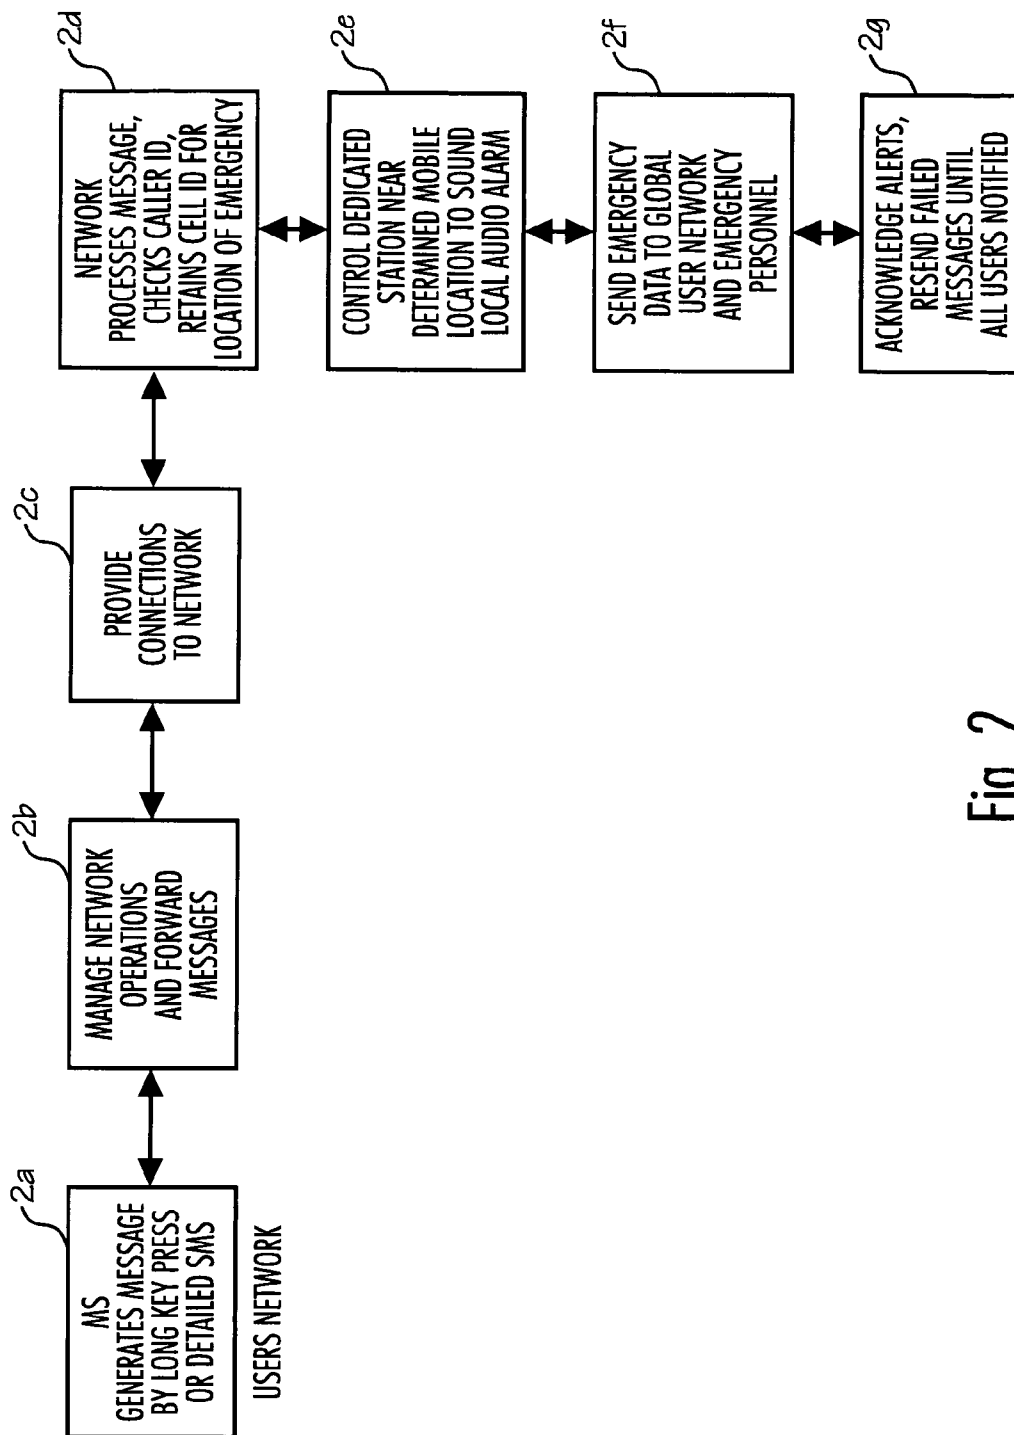 2a
MS
GENERATES MESSAGE
BY LONG KEY PRESS
OR DETAILED SMS
USERS NETWORK
2b
MANAGE NETWORK
OPERATIONS
AND FORWARD
MESSAGES
2c
PROVIDE
CONNECTIONS
TO NETWORK
2d
NETWORK
PROCESSES MESSAGE,
CHECKS CALLER ID,
RETAINS CELL ID FOR
LOCATION OF EMERGENCY
2e
CONTROL DEDICATED
STATION NEAR
DETERMINED MOBILE
LOCATION TO SOUND
LOCAL AUDIO ALARM
2f
SEND EMERGENCY
DATA TO GLOBAL
USER NETWORK
AND EMERGENCY
PERSONNEL
2g
ACKNOWLEDGE ALERTS,
RESEND FAILED
MESSAGES UNTIL
ALL USERS NOTIFIED
Fig. 2